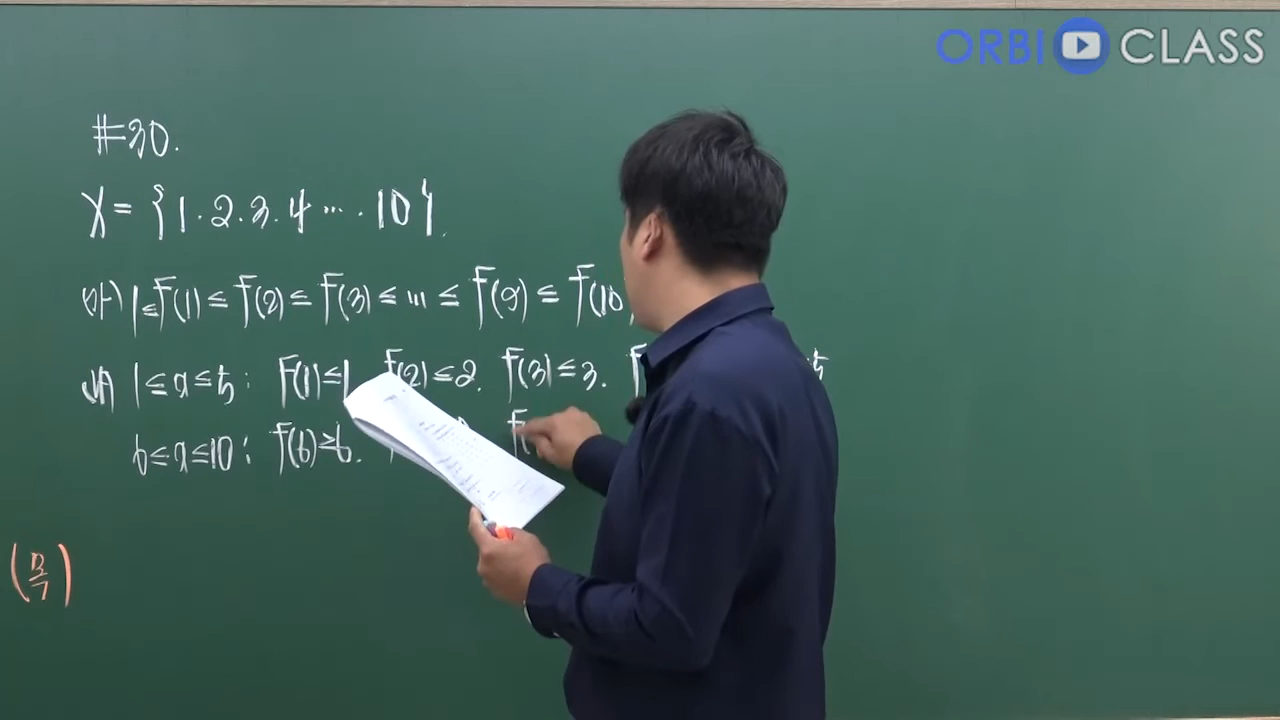 ORBI CLASS
#30.
X = {1.2.3.4 ... .10}.
(가) 1≤f(1) ≤ f(2) ≤ f(3) ≤ ... ≤ f(9) ≤ f(10
(나) 1≤x≤5 : f(1)≤1 f(2)≤2. f(3)≤3. f 5
6≤x≤10 : f(6)≥6. f(